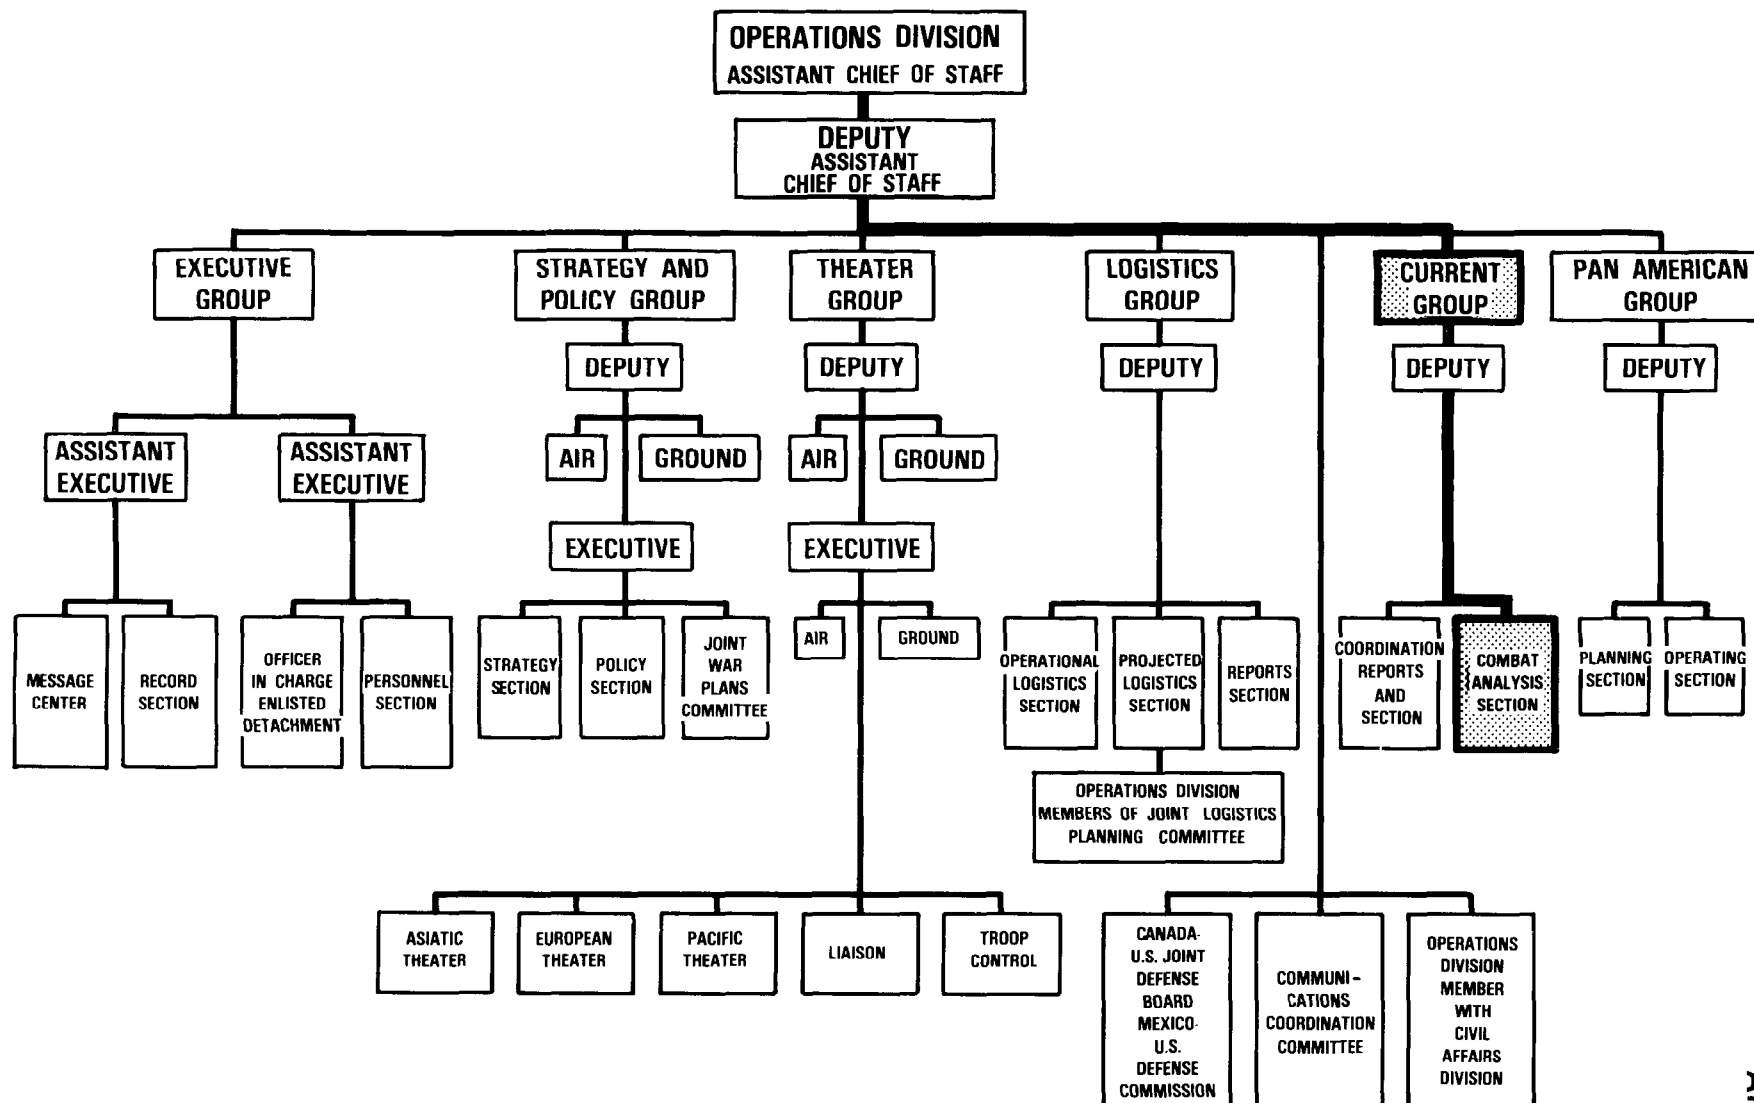 OPERATIONS DIVISION
ASSISTANT CHIEF OF STAFF
DEPUTY
ASSISTANT
CHIEF OF STAFF
EXECUTIVE
GROUP
STRATEGY AND
POLICY GROUP
THEATER
GROUP
LOGISTICS
GROUP
CURRENT
GROUP
PAN AMERICAN
GROUP
DEPUTY
DEPUTY
DEPUTY
DEPUTY
DEPUTY
ASSISTANT
EXECUTIVE
ASSISTANT
EXECUTIVE
AIR
GROUND
AIR
GROUND
EXECUTIVE
EXECUTIVE
MESSAGE
CENTER
RECORD
SECTION
OFFICER
IN CHARGE
ENLISTED
DETACHMENT
PERSONNEL
SECTION
STRATEGY
SECTION
POLICY
SECTION
JOINT
WAR
PLANS
COMMITTEE
AIR
GROUND
OPERATIONAL
LOGISTICS
SECTION
PROJECTED
LOGISTICS
SECTION
REPORTS
SECTION
COORDINATION
REPORTS
AND
SECTION
COMBAT
ANALYSIS
SECTION
PLANNING
SECTION
OPERATING
SECTION
OPERATIONS DIVISION
MEMBERS OF JOINT LOGISTICS
PLANNING COMMITTEE
ASIATIC
THEATER
EUROPEAN
THEATER
PACIFIC
THEATER
LIAISON
TROOP
CONTROL
CANADA-
U.S. JOINT
DEFENSE
BOARD
MEXICO-
U.S.
DEFENSE
COMMISSION
COMMUNI-
CATIONS
COORDINATION
COMMITTEE
OPERATIONS
DIVISION
MEMBER
WITH
CIVIL
AFFAIRS
DIVISION